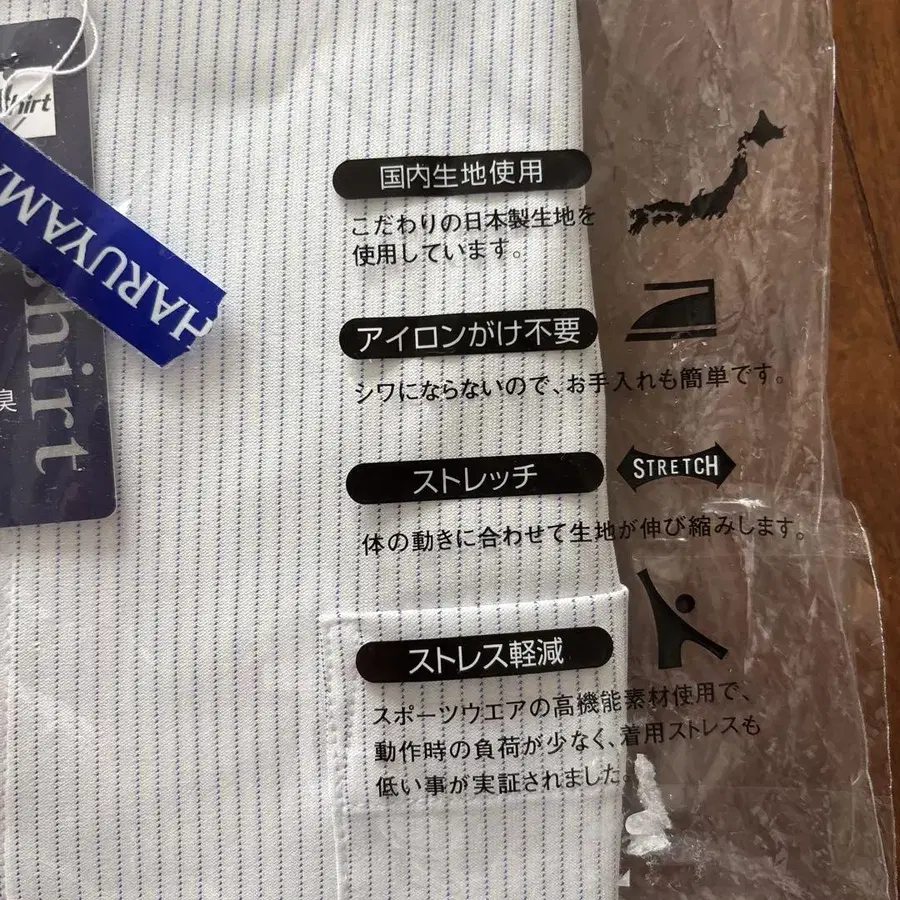 hirt
HARUYAMA
shirt
臭
国内生地使用
こだわりの日本製生地を
使用しています。
アイロンがけ不要
シワにならないので、お手入れも簡単です。
ストレッチ
STRETCH
体の動きに合わせて生地が伸び縮みします。
ストレス軽減
スポーツウエアの高機能素材使用で、
動作時の負荷が少なく、着用ストレスも
低い事が実証されました。